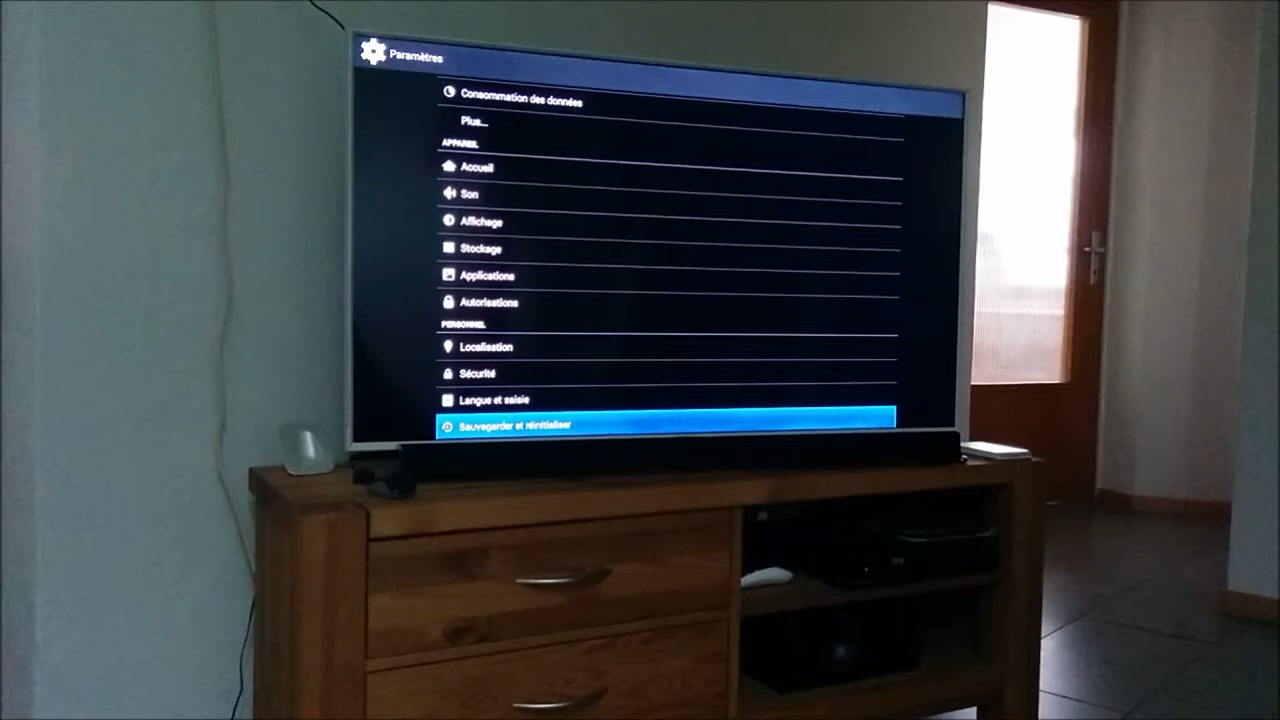 Paramètres
Consommation des données
Plus...
APPAREIL
Accueil
Son
Affichage
Stockage
Applications
Autorisations
PERSONNEL
Localisation
Sécurité
Langue et saisie
Sauvegarder et réinitialiser